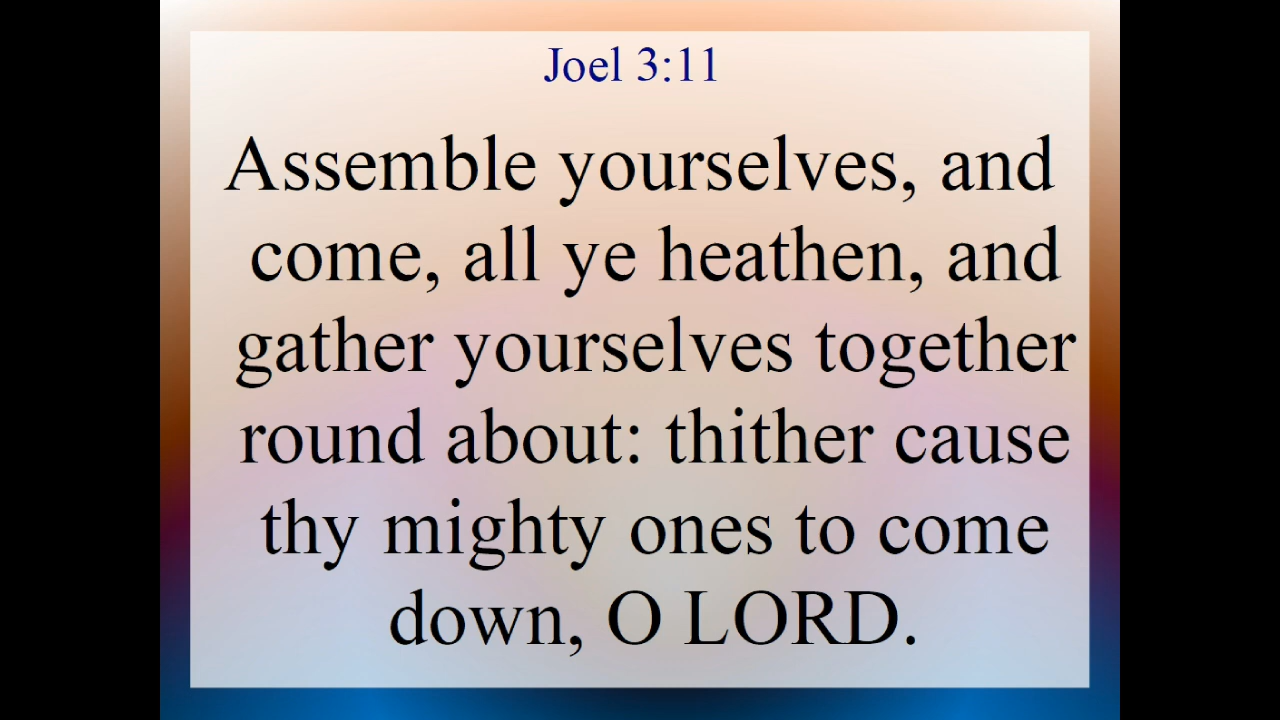 Joel 3:11
Assemble yourselves, and
come, all ye heathen, and
gather yourselves together
round about: thither cause
thy mighty ones to come
down, O LORD.